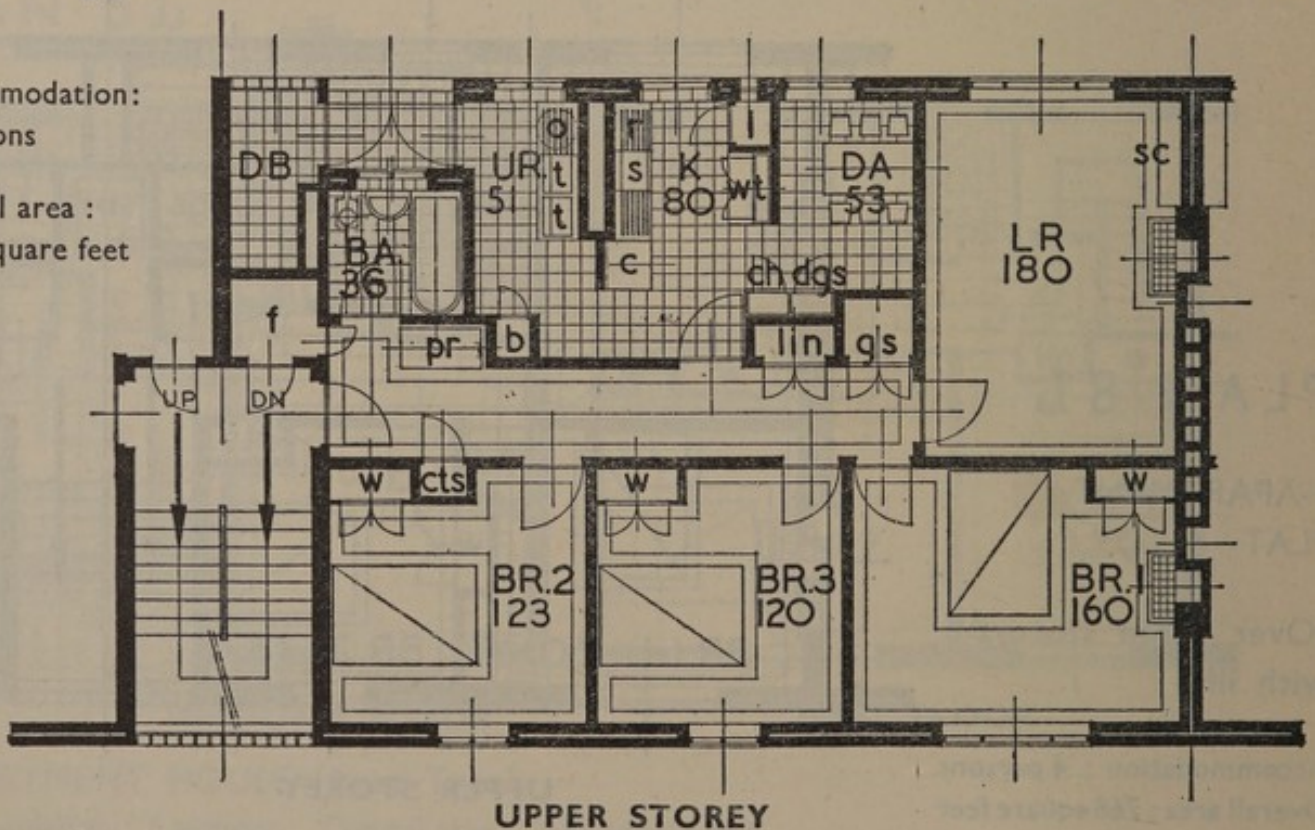 modation:
ons
l area :
quare feet
DB
UR.
51
o
t
t
r
s
K
80
l
wt
DA
53
sc
LR
180
BA.
36
c
ch dgs
f
pr
b
lin
gs
UP
DN
w
cts
w
w
BR.2
123
BR.3
120
BR.1
160
UPPER STOREY